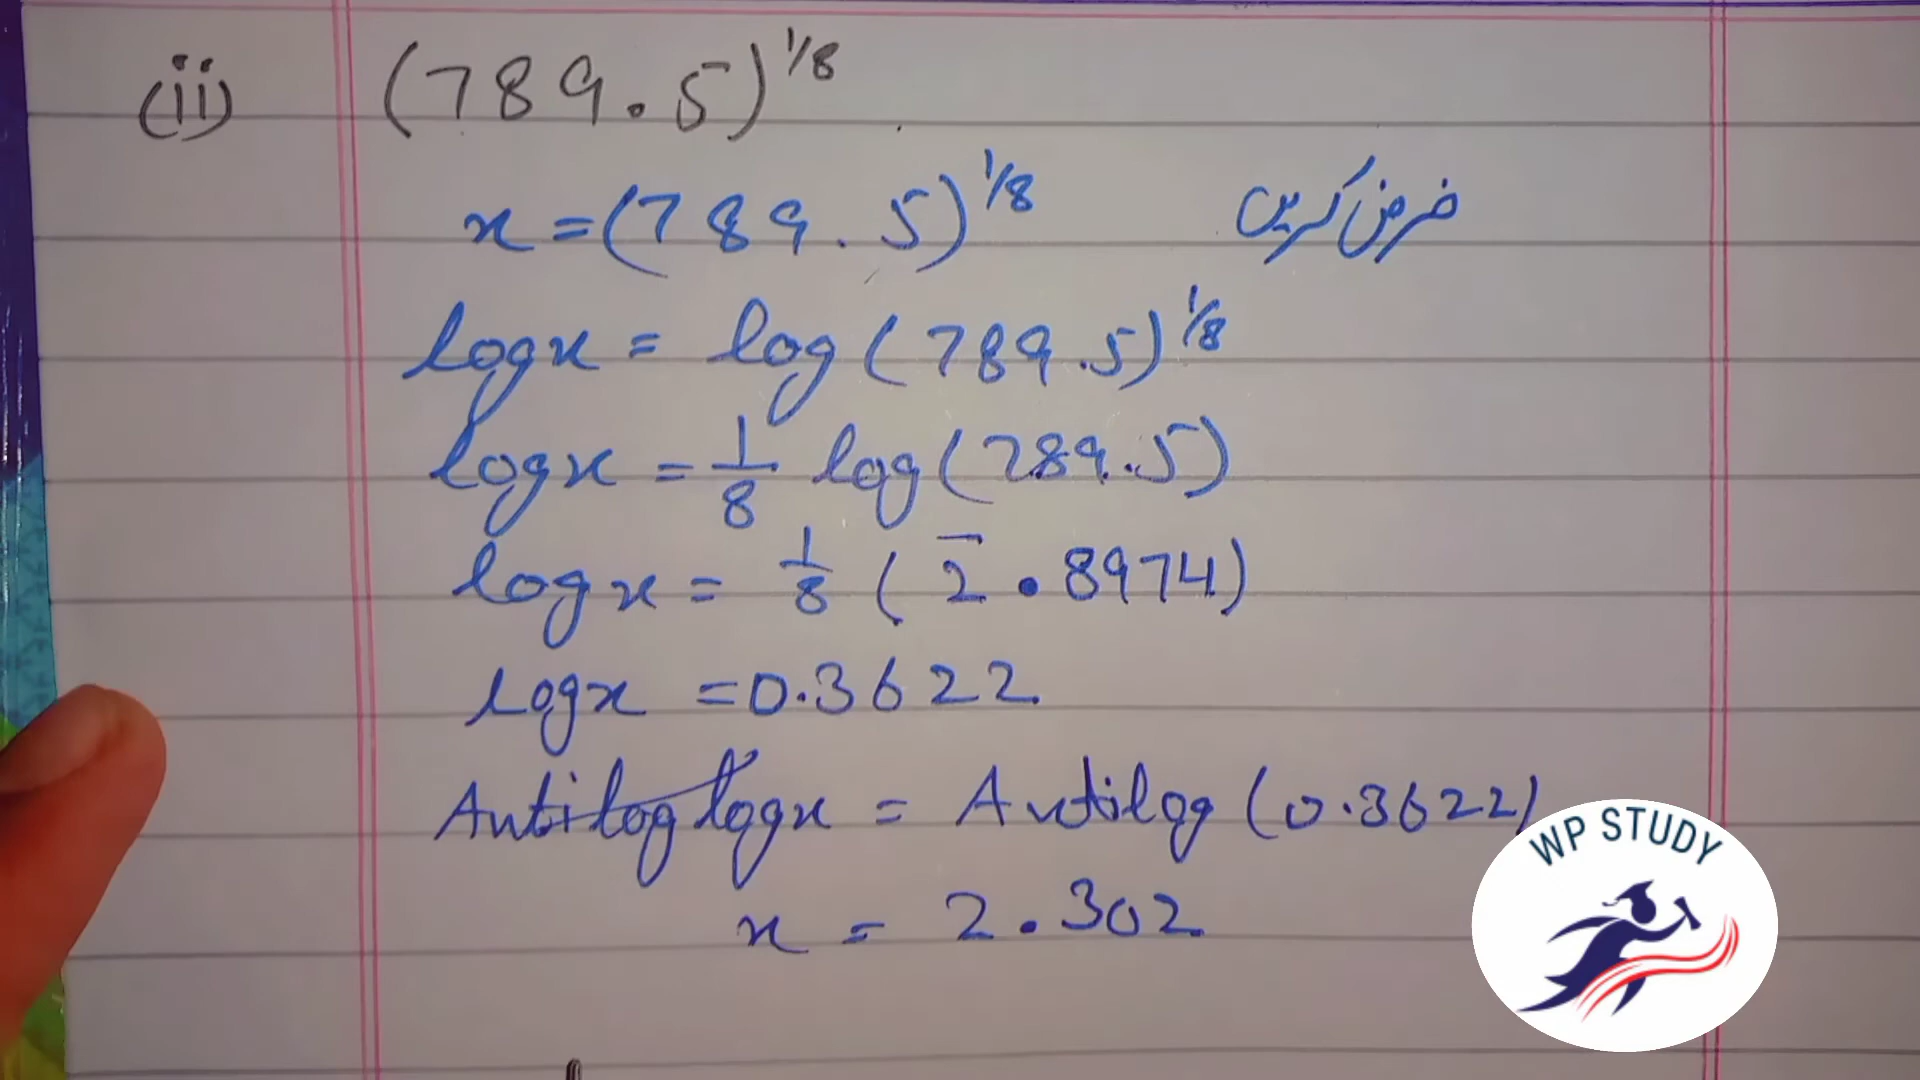 (ii) (789.5)^1/8
x = (789.5)^1/8 فرض کریں
log x = log (789.5)^1/8
log x = 1/8 log (789.5)
log x = 1/8 ( 2̅.8974)
log x = 0.3622
Antilog log x = Antilog (0.3622)
x = 2.302
WP STUDY